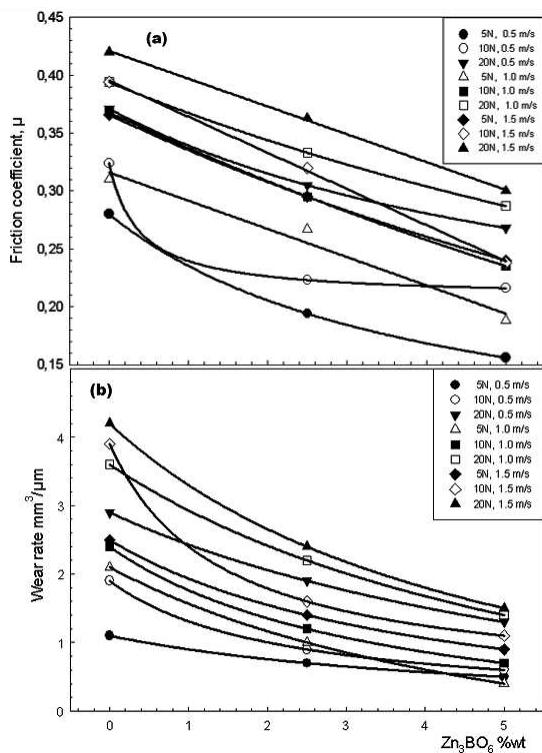 (a)
5N, 0.5 m/s
10N, 0.5 m/s
20N, 0.5 m/s
5N, 1.0 m/s
10N, 1.0 m/s
20N, 1.0 m/s
5N, 1.5 m/s
10N, 1.5 m/s
20N, 1.5 m/s
0,45
0,40
0,35
0,30
0,25
0,20
0,15
Friction coefficient, μ
(b)
5N, 0.5 m/s
10N, 0.5 m/s
20N, 0.5 m/s
5N, 1.0 m/s
10N, 1.0 m/s
20N, 1.0 m/s
5N, 1.5 m/s
10N, 1.5 m/s
20N, 1.5 m/s
4
3
2
1
0
Wear rate mm³/μm
0 1 2 3 4 5
Zn₃BO₆ %wt